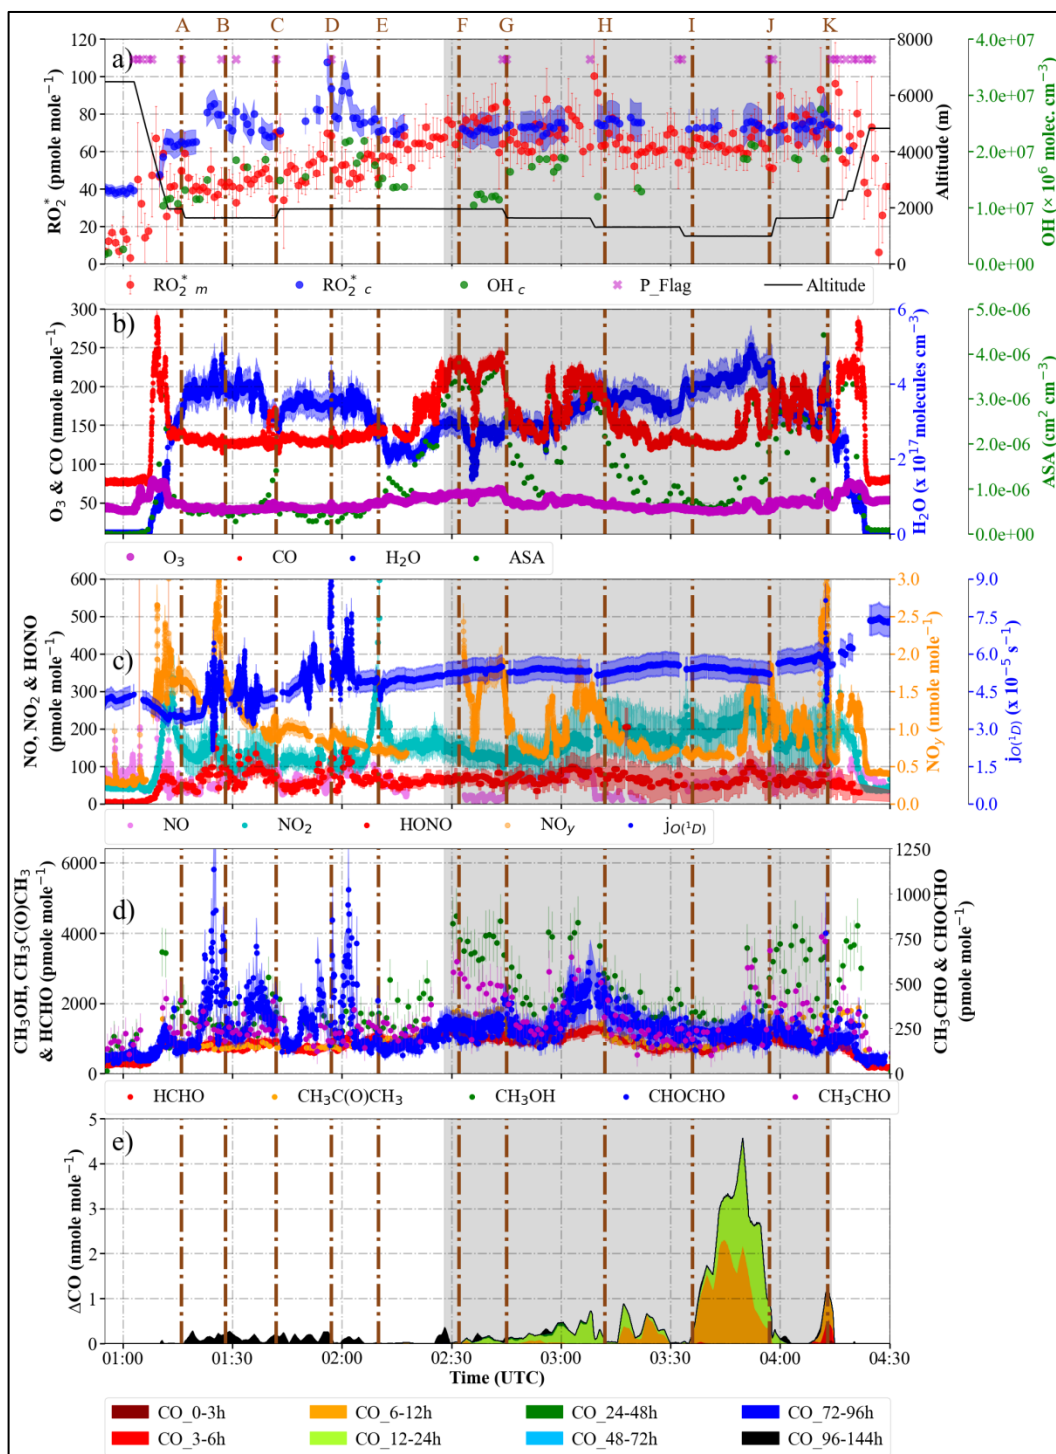 A B C D E F G H I J K
a)
120
100
80
60
40
20
0
RO₂* (pmole mole⁻¹)
8000
6000
4000
2000
0
Altitude (m)
4.0e+07
3.0e+07
2.0e+07
1.0e+07
0.0e+00
OH (× 10⁶ molec. cm⁻³)
RO₂* m RO₂* c OH c P_Flag Altitude
b)
300
250
200
150
100
50
O₃ & CO (nmole mole⁻¹)
6
4
2
0
H₂O (x 10¹⁷ molecules cm⁻³)
5.0e-06
4.0e-06
3.0e-06
2.0e-06
1.0e-06
0.0e+00
ASA (cm² cm⁻³)
O₃ CO H₂O ASA
c)
600
500
400
300
200
100
0
NO, NO₂ & HONO
(pmole mole⁻¹)
3.0
2.5
2.0
1.5
1.0
0.5
0.0
NOy (nmole mole⁻¹)
9.0
7.5
6.0
4.5
3.0
1.5
0.0
jO(¹D) (x 10⁻⁵ s⁻¹)
NO NO₂ HONO NOy jO(¹D)
d)
6000
4000
2000
0
CH₃OH, CH₃C(O)CH₃
& HCHO (pmole mole⁻¹)
1250
1000
750
500
250
0
CH₃CHO & CHOCHO
(pmole mole⁻¹)
HCHO CH₃C(O)CH₃ CH₃OH CHOCHO CH₃CHO
e)
5
4
3
2
1
0
ΔCO (nmole mole⁻¹)
01:00 01:30 02:00 02:30 03:00 03:30 04:00 04:30
Time (UTC)
CO_0-3h CO_6-12h CO_24-48h CO_72-96h
CO_3-6h CO_12-24h CO_48-72h CO_96-144h